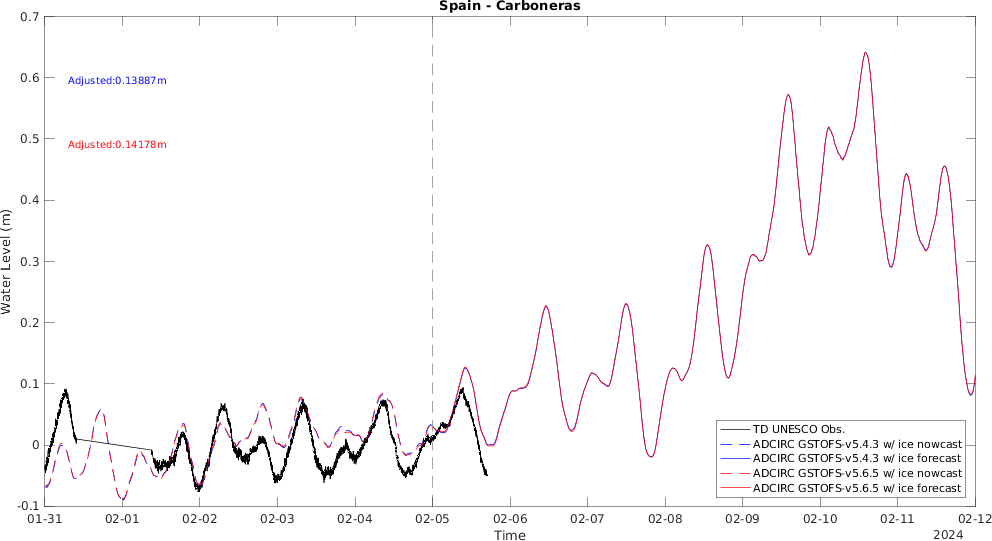 Spain - Carboneras
0.7
0.6
0.5
0.4
0.3
0.2
0.1
0
-0.1
Water Level (m)
Adjusted:0.13887m
Adjusted:0.14178m
TD UNESCO Obs.
ADCIRC GSTOFS-v5.4.3 w/ ice nowcast
ADCIRC GSTOFS-v5.4.3 w/ ice forecast
ADCIRC GSTOFS-v5.6.5 w/ ice nowcast
ADCIRC GSTOFS-v5.6.5 w/ ice forecast
01-31 02-01 02-02 02-03 02-04 02-05 02-06 02-07 02-08 02-09 02-10 02-11 02-12
Time
2024